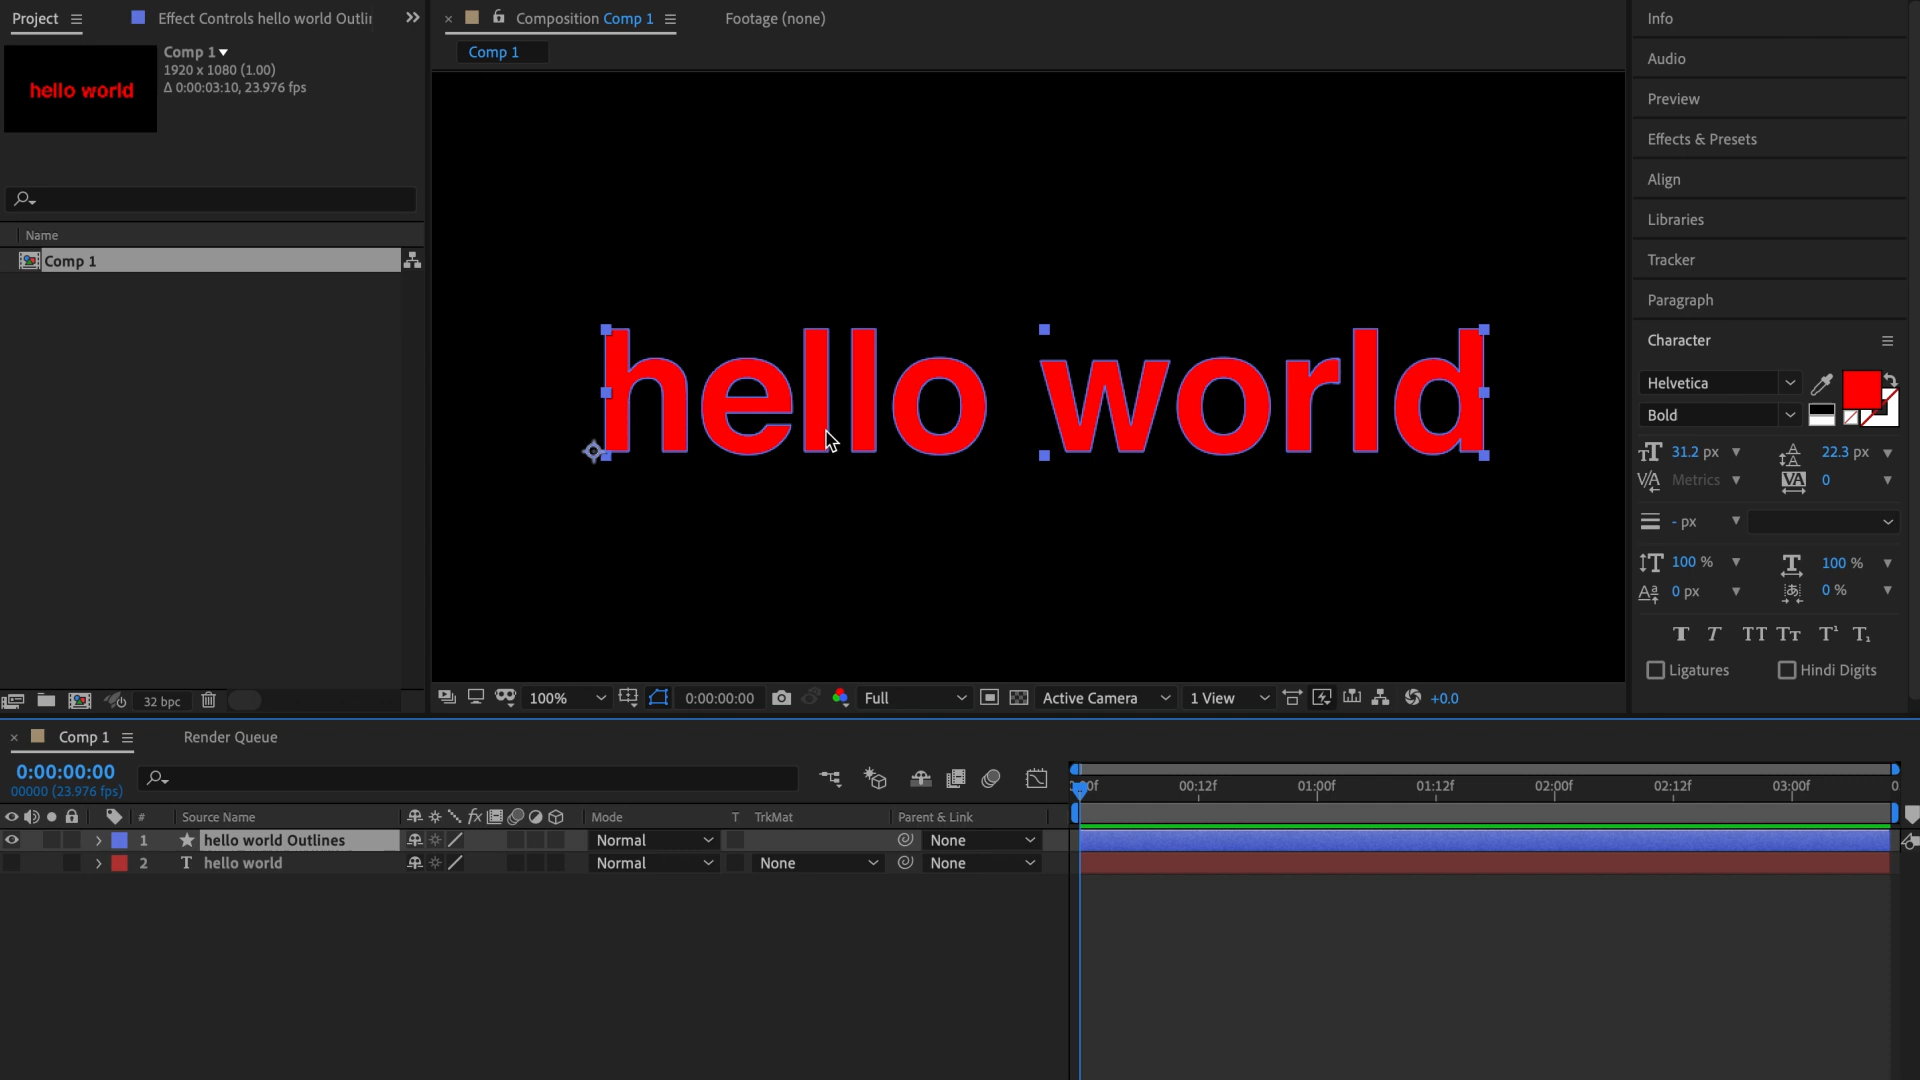 Project
Effect Controls hello world Outli
Composition Comp 1
Footage (none)
Info
Comp 1
1920 x 1080 (1.00)
Δ 0:00:03:10, 23.976 fps
hello world
Comp 1
Audio
Preview
Effects & Presets
Align
Libraries
Tracker
Paragraph
Character
Name
Comp 1
hello world
Helvetica
Bold
31.2 px
22.3 px
Metrics
0
- px
100 %
100 %
0 px
0 %
Ligatures
Hindi Digits
32 bpc
100%
0:00:00:00
Full
Active Camera
1 View
+0.0
Comp 1
Render Queue
0:00:00:00
00000 (23.976 fps)
00f
00:12f
01:00f
01:12f
02:00f
02:12f
03:00f
0
#
Source Name
Mode
T
TrkMat
Parent & Link
1
hello world Outlines
Normal
None
2
T
hello world
Normal
None
None